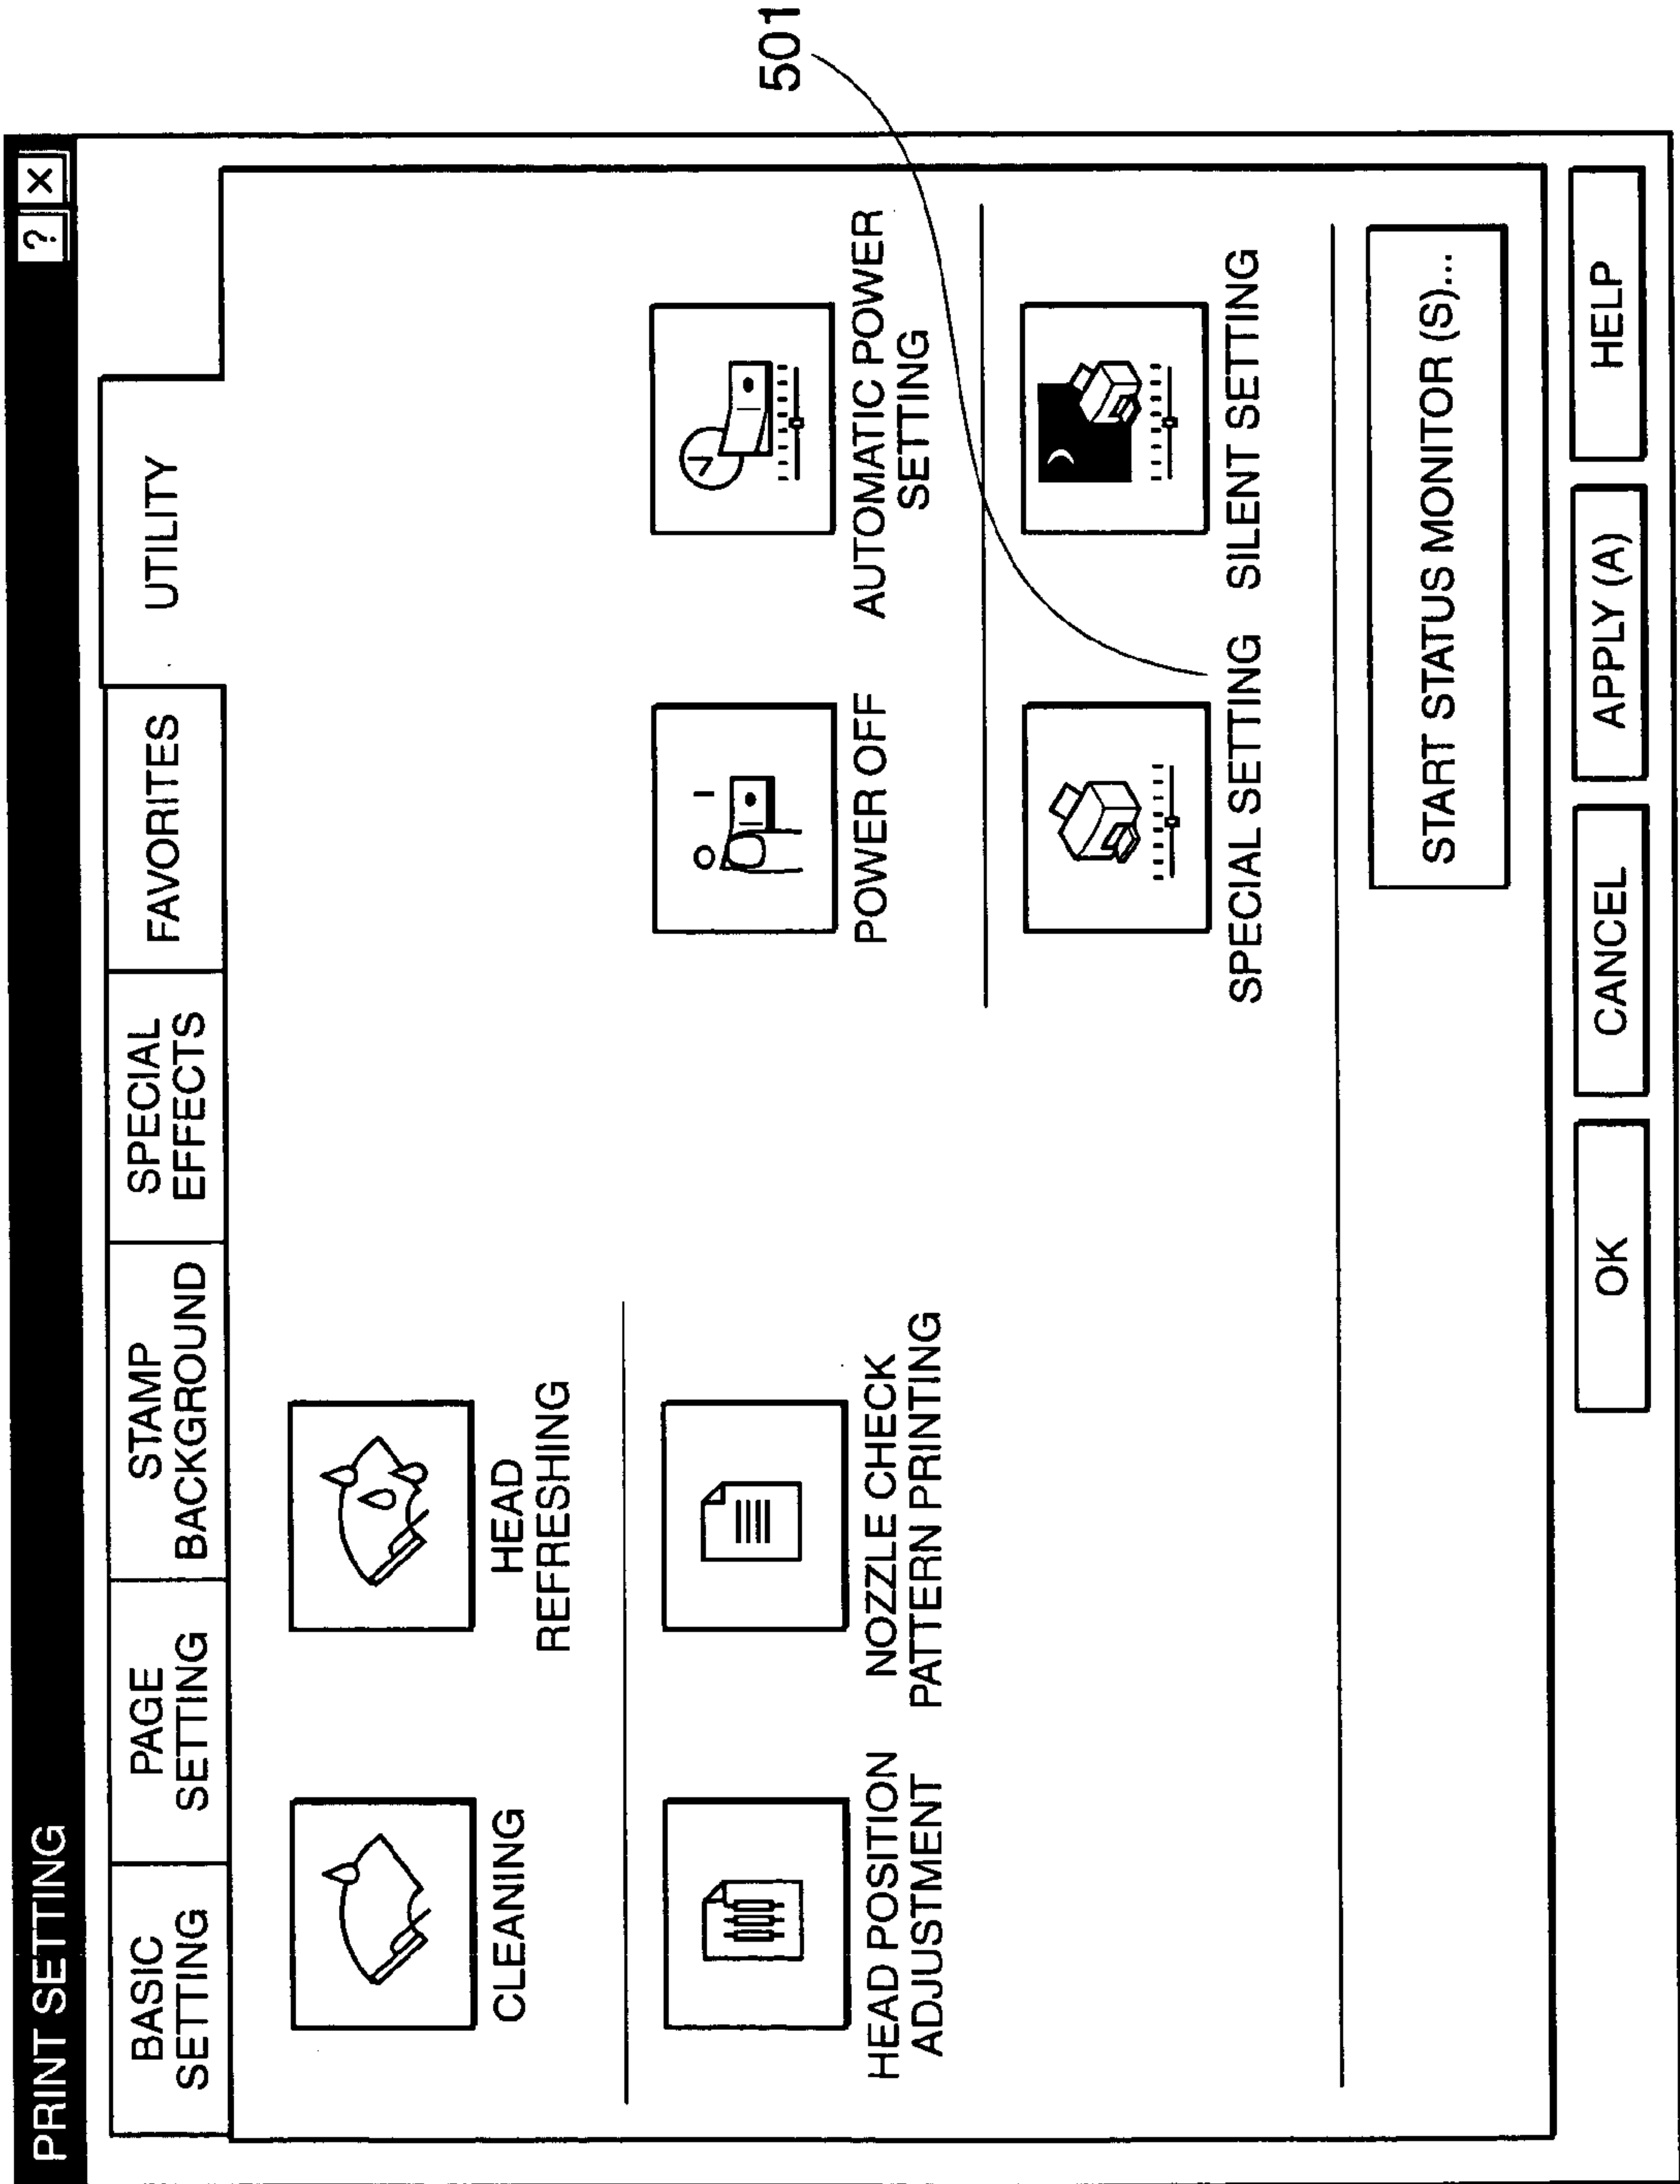 PRINT SETTING
? X
BASIC
SETTING
PAGE
SETTING
STAMP
BACKGROUND
SPECIAL
EFFECTS
FAVORITES
UTILITY
CLEANING
HEAD
REFRESHING
HEAD POSITION
ADJUSTMENT
NOZZLE CHECK
PATTERN PRINTING
POWER OFF
AUTOMATIC POWER
SETTING
SPECIAL SETTING
SILENT SETTING
501
START STATUS MONITOR (S)...
OK
CANCEL
APPLY (A)
HELP